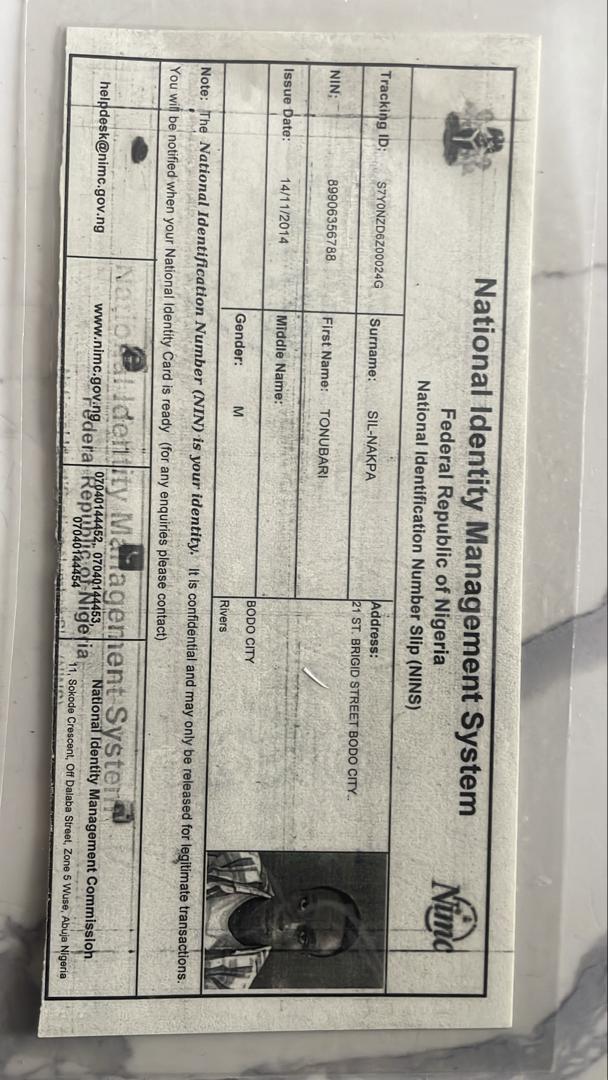 National Identity Management System
Federal Republic of Nigeria
National Identification Number Slip (NINS)
Nimc
Tracking ID: S7Y0NZD6Z00024G
Surname: SIL-NAKPA
Address:
21 ST. BRIGID STREET BODO CITY..
NIN: 89906356788
First Name: TONUBARI
Issue Date: 14/11/2014
Middle Name:
BODO CITY
Gender: M
Rivers
Note: The National Identification Number (NIN) is your identity. It is confidential and may only be released for legitimate transactions.
You will be notified when your National Identity Card is ready (for any enquiries please contact)
National Identity Management System
helpdesk@nimc.gov.ng
www.nimc.gov.ng
07040144452, 07040144453,
07040144454
National Identity Management Commission
11, Sokode Crescent, Off Dalaba Street, Zone 5 Wuse, Abuja Nigeria
Federal Republic of Nigeria